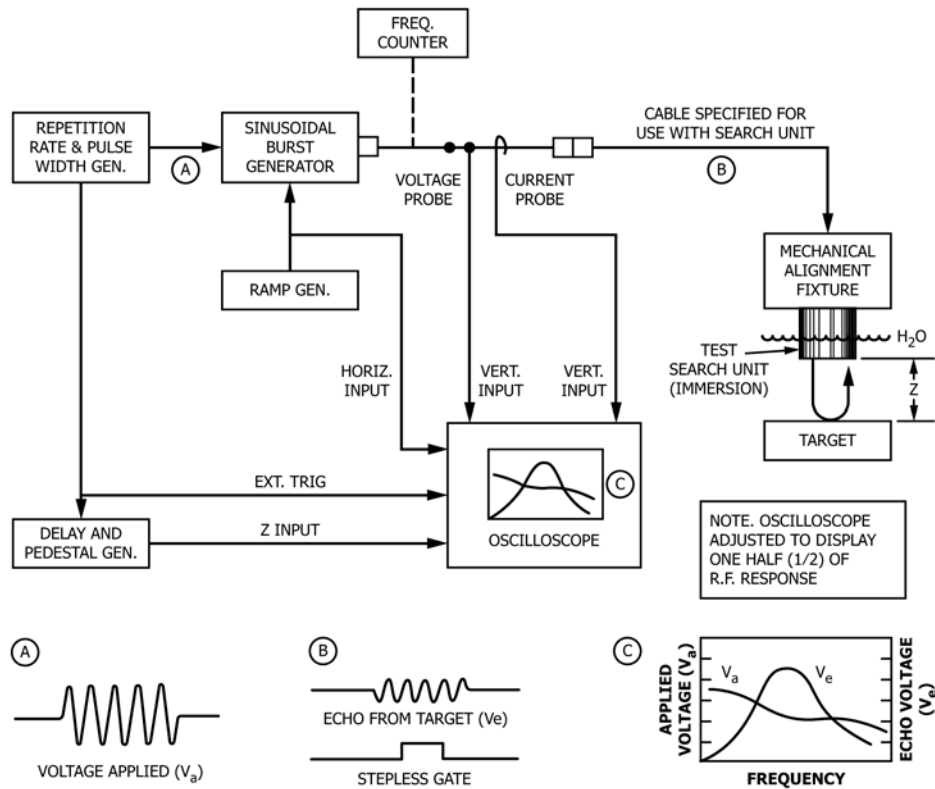 FREQ.
COUNTER
REPETITION
RATE & PULSE
WIDTH GEN.
A
SINUSOIDAL
BURST
GENERATOR
VOLTAGE
PROBE
CURRENT
PROBE
CABLE SPECIFIED FOR
USE WITH SEARCH UNIT
B
RAMP GEN.
MECHANICAL
ALIGNMENT
FIXTURE
H2O
TEST
SEARCH UNIT
(IMMERSION)
Z
TARGET
HORIZ.
INPUT
VERT.
INPUT
VERT.
INPUT
C
OSCILLOSCOPE
EXT. TRIG
DELAY AND
PEDESTAL GEN.
Z INPUT
NOTE. OSCILLOSCOPE
ADJUSTED TO DISPLAY
ONE HALF (1/2) OF
R.F. RESPONSE
A
VOLTAGE APPLIED (Va)
B
ECHO FROM TARGET (Ve)
STEPLESS GATE
C
APPLIED
VOLTAGE (Va)
Va
Ve
ECHO VOLTAGE
(Ve)
FREQUENCY